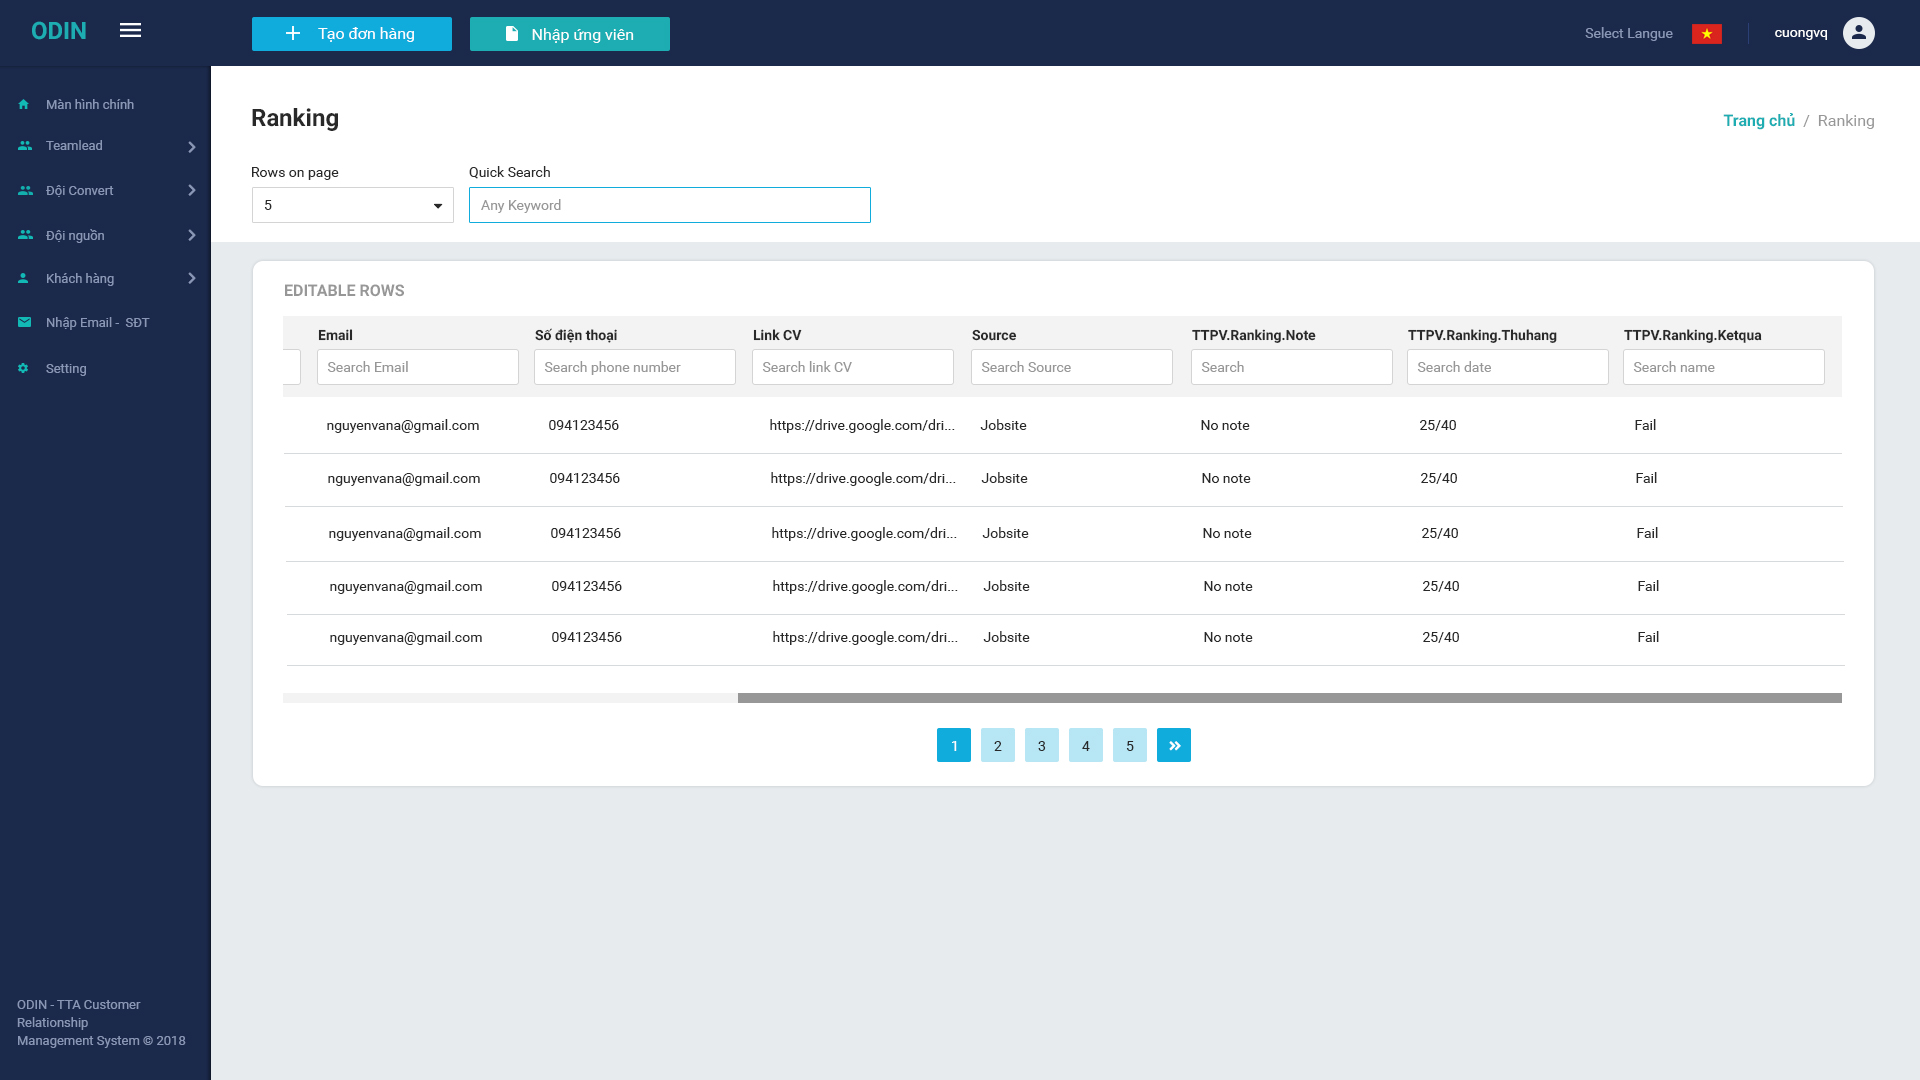 ODIN
Tạo đơn hàng
Nhập ứng viên
Select Langue
cuongvq
Màn hình chính
Teamlead
Đội Convert
Đội nguồn
Khách hàng
Nhập Email - SĐT
Setting
Ranking
Trang chủ / Ranking
Rows on page
Quick Search
5
Any Keyword
EDITABLE ROWS
Email Số điện thoại Link CV Source TTPV.Ranking.Note TTPV.Ranking.Thuhang TTPV.Ranking.Ketqua
Search Email Search phone number Search link CV Search Source Search Search date Search name
nguyenvana@gmail.com 094123456 https://drive.google.com/dri... Jobsite No note 25/40 Fail
nguyenvana@gmail.com 094123456 https://drive.google.com/dri... Jobsite No note 25/40 Fail
nguyenvana@gmail.com 094123456 https://drive.google.com/dri... Jobsite No note 25/40 Fail
nguyenvana@gmail.com 094123456 https://drive.google.com/dri... Jobsite No note 25/40 Fail
nguyenvana@gmail.com 094123456 https://drive.google.com/dri... Jobsite No note 25/40 Fail
1 2 3 4 5 »
ODIN - TTA Customer
Relationship
Management System © 2018